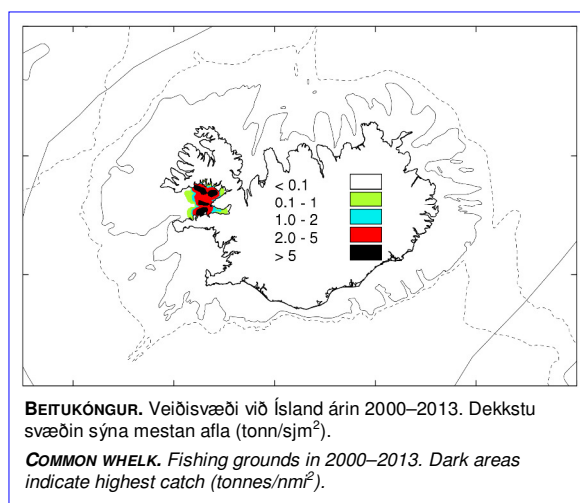 < 0.1
0.1 - 1
1.0 - 2
2.0 - 5
> 5
BEITUKÓNGUR. Veiðisvæði við Ísland árin 2000–2013. Dekkstu
svæðin sýna mestan afla (tonn/sjm²).
COMMON WHELK. Fishing grounds in 2000–2013. Dark areas
indicate highest catch (tonnes/nmi²).